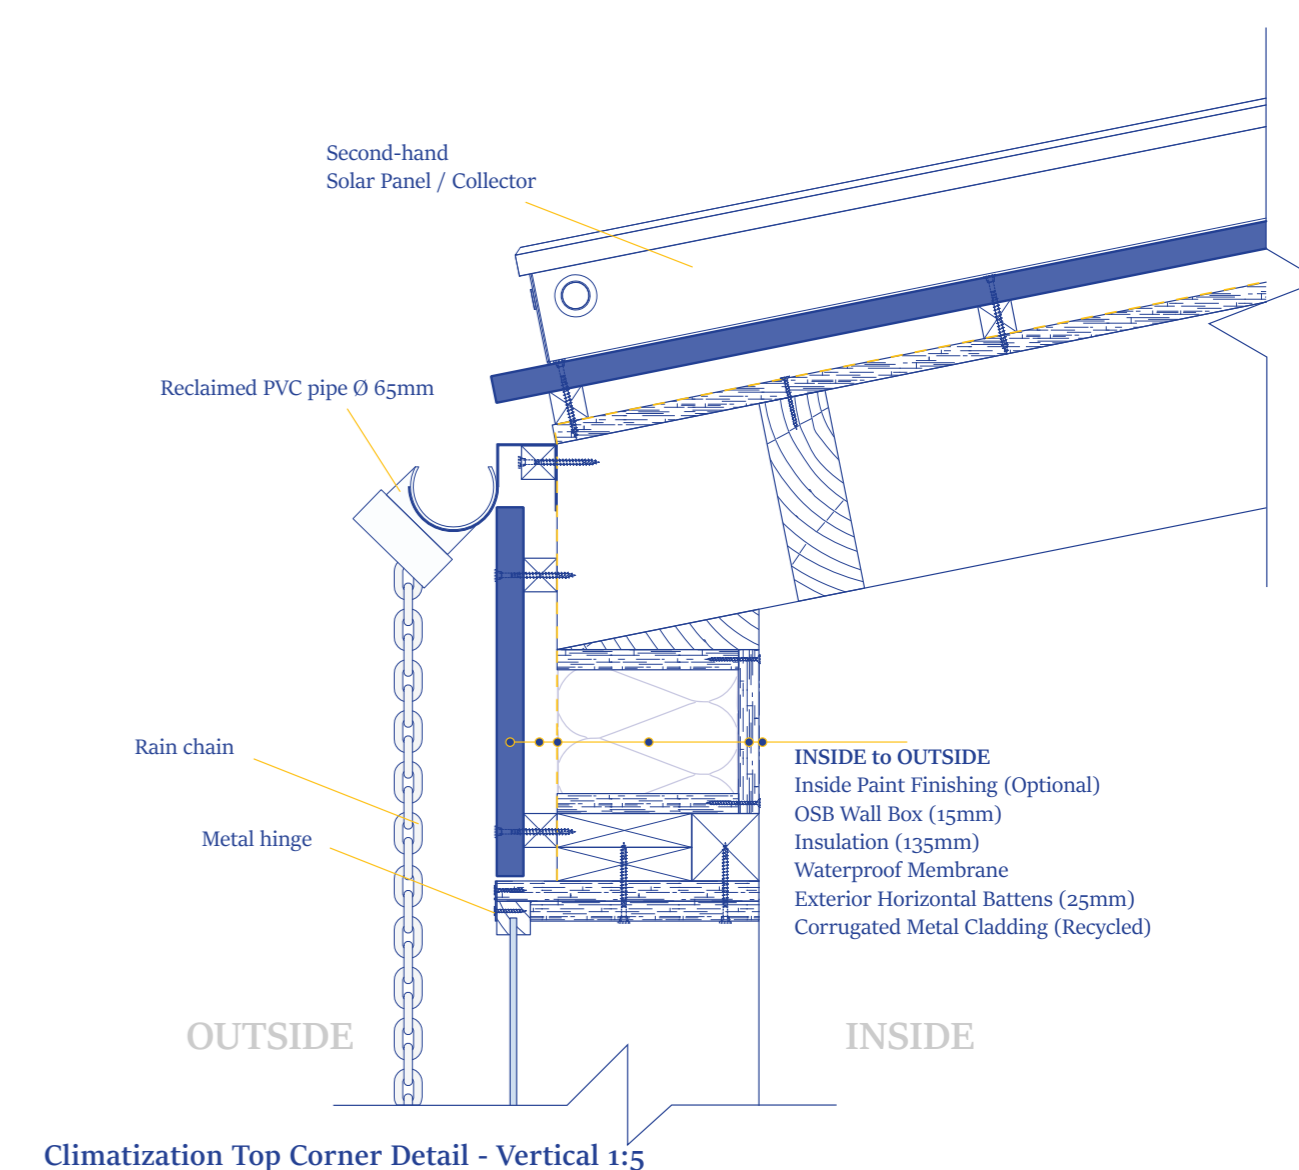 Second-hand
Solar Panel / Collector
Reclaimed PVC pipe Ø 65mm
Rain chain
Metal hinge
INSIDE to OUTSIDE
Inside Paint Finishing (Optional)
OSB Wall Box (15mm)
Insulation (135mm)
Waterproof Membrane
Exterior Horizontal Battens (25mm)
Corrugated Metal Cladding (Recycled)
OUTSIDE
INSIDE
Climatization Top Corner Detail - Vertical 1:5